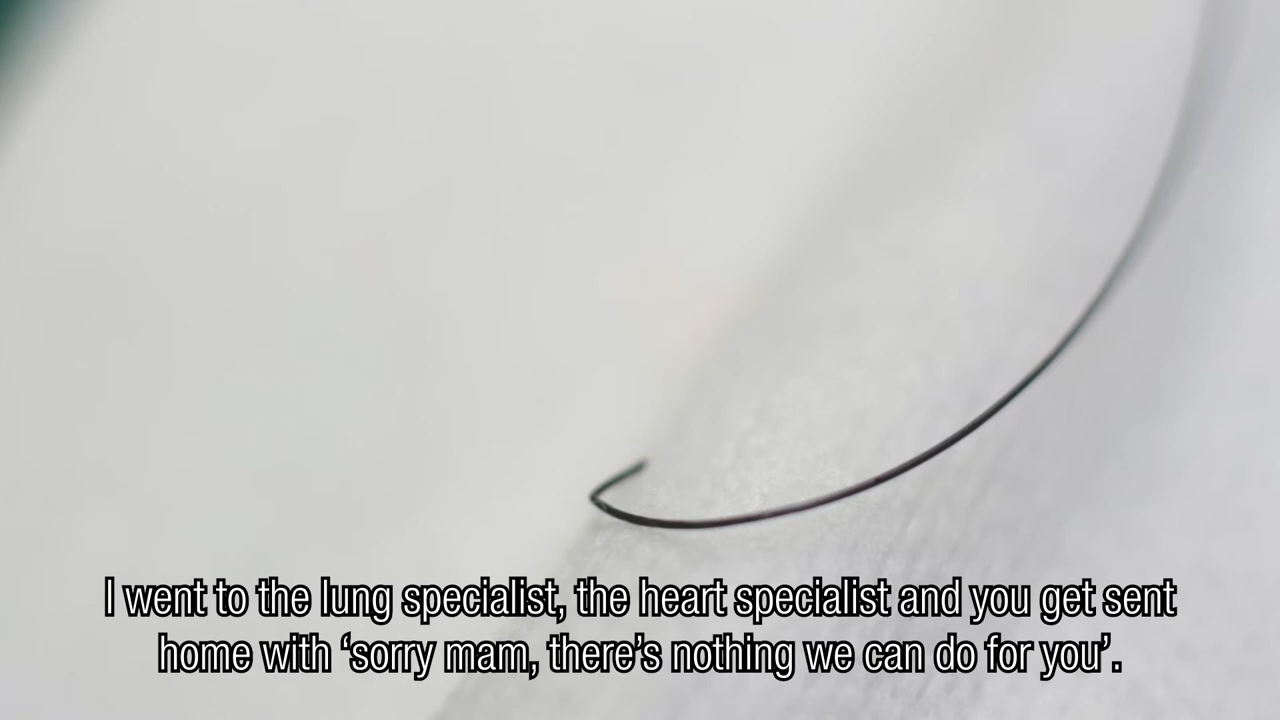 I went to the lung specialist, the heart specialist and you get sent
home with ‘sorry mam, there’s nothing we can do for you’.